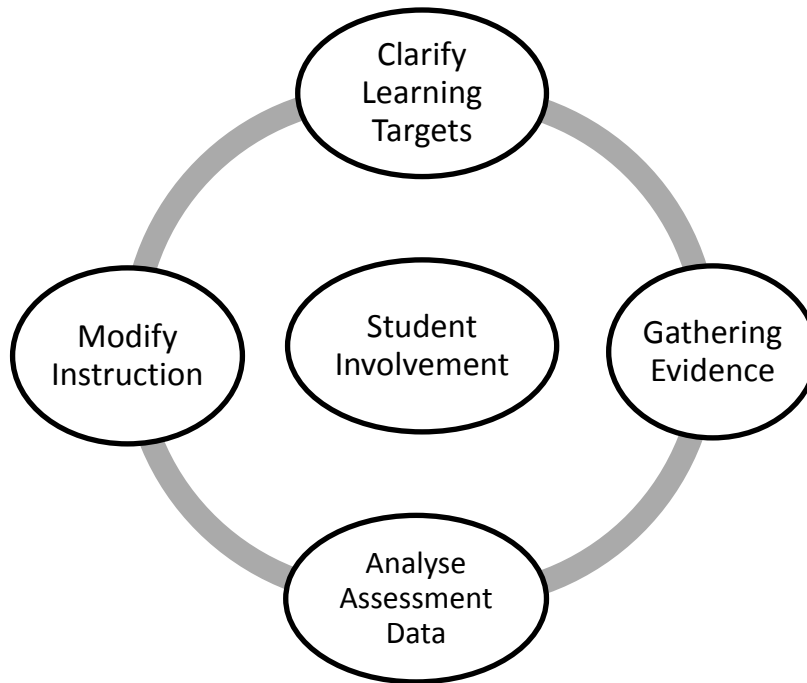 Clarify
Learning
Targets
Modify
Instruction
Student
Involvement
Gathering
Evidence
Analyse
Assessment
Data